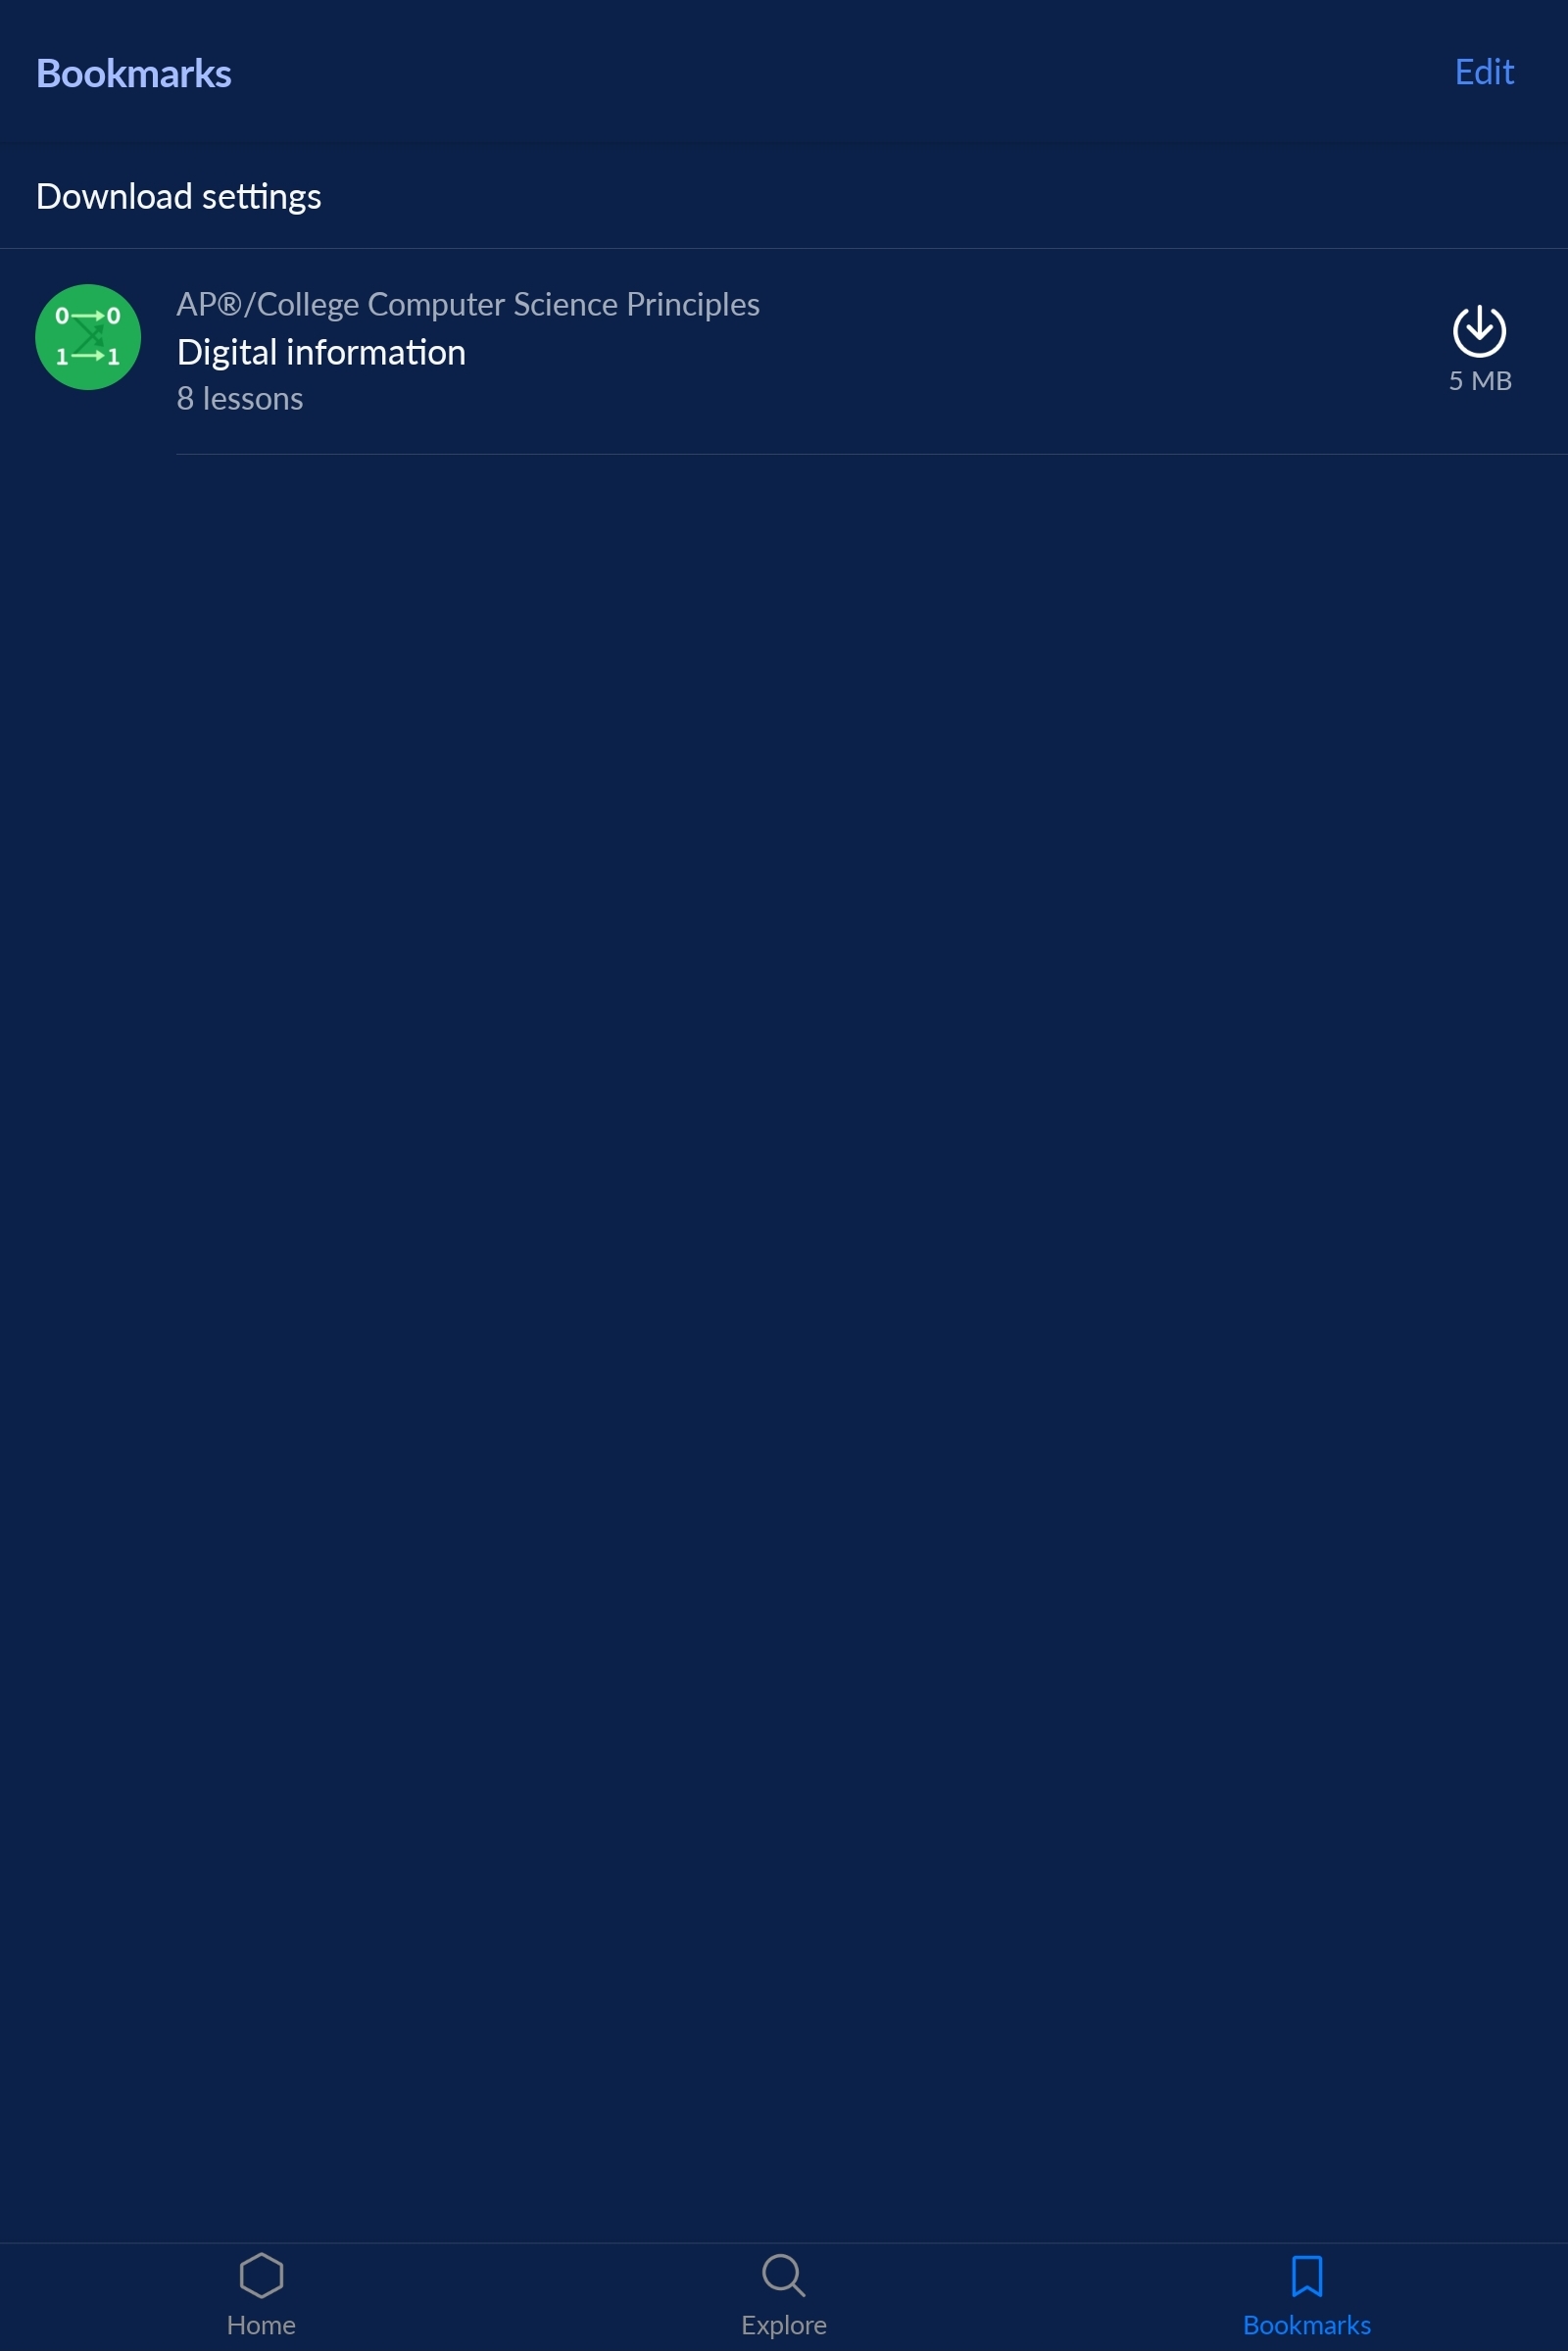 Bookmarks
Edit
Download settings
0 0
1 1
AP®/College Computer Science Principles
Digital information
8 lessons
5 MB
Home
Explore
Bookmarks